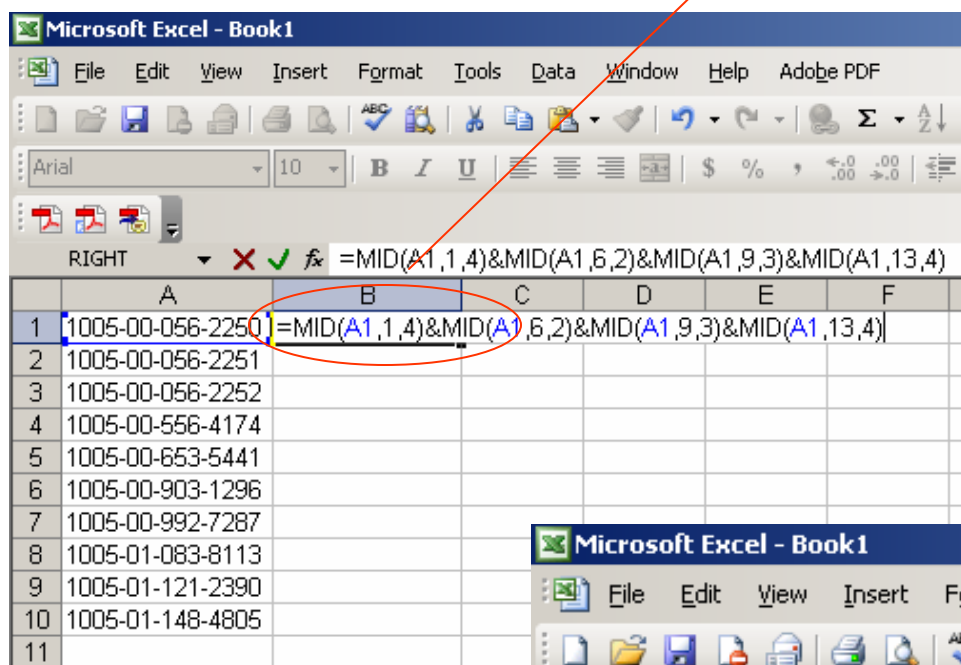 Microsoft Excel - Book1
File Edit View Insert Format Tools Data Window Help Adobe PDF
ABC Σ A Z
Arial 10 B I U a $ % , .0 .00 .00 .0
RIGHT fx =MID(A1,1,4)&MID(A1,6,2)&MID(A1,9,3)&MID(A1,13,4)
A B C D E F
1 1005-00-056-2250 =MID(A1,1,4)&MID(A1,6,2)&MID(A1,9,3)&MID(A1,13,4)
2 1005-00-056-2251
3 1005-00-056-2252
4 1005-00-556-4174
5 1005-00-653-5441
6 1005-00-903-1296
7 1005-00-992-7287
8 1005-01-083-8113
9 1005-01-121-2390
10 1005-01-148-4805
11
Microsoft Excel - Book1
File Edit View Insert